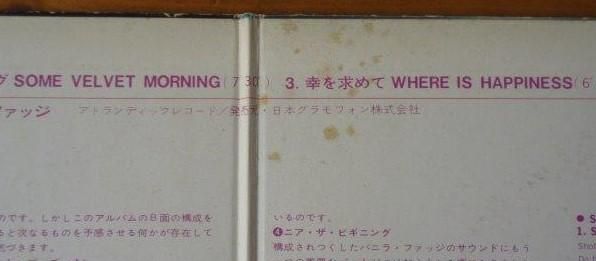 グ SOME VELVET MORNING(7′30″) 3. 幸を求めて WHERE IS HAPPINESS(6′
ファッジ アトランティックレコード／発売元・日本グラモフォン株式会社
のです。しかしこのアルバムのB面の構成を
ると次なるものを予感させる何かが存在して
気づきます。
いるのです。
❹ニア・ザ・ビギニング
構成されつくしたバニラ・ファッジのサウンドにもう
● S
1. S